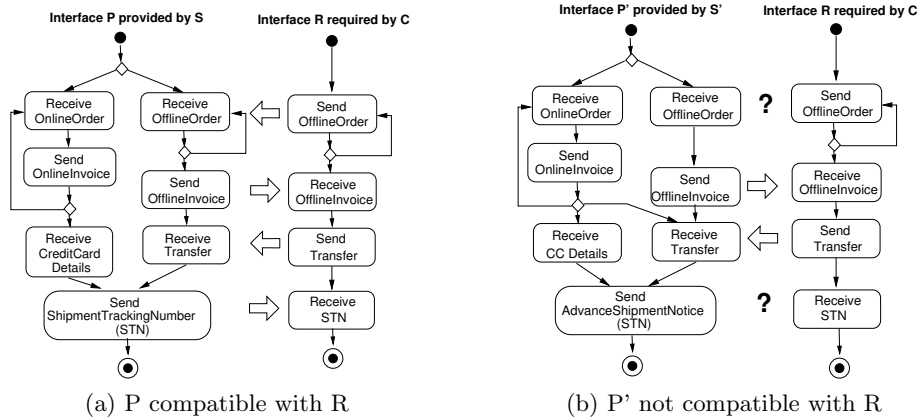 Interface P provided by S
Interface R required by C
Receive
OnlineOrder
Receive
OfflineOrder
Send
OfflineOrder
Send
OnlineInvoice
Send
OfflineInvoice
Receive
OfflineInvoice
Receive
CreditCard
Details
Receive
Transfer
Send
Transfer
Send
ShipmentTrackingNumber
(STN)
Receive
STN
(a) P compatible with R
Interface P' provided by S'
Interface R required by C
Receive
OnlineOrder
Receive
OfflineOrder
?
Send
OfflineOrder
Send
OnlineInvoice
Send
OfflineInvoice
Receive
OfflineInvoice
Receive
CC Details
Receive
Transfer
Send
Transfer
Send
AdvanceShipmentNotice
(STN)
?
Receive
STN
(b) P' not compatible with R